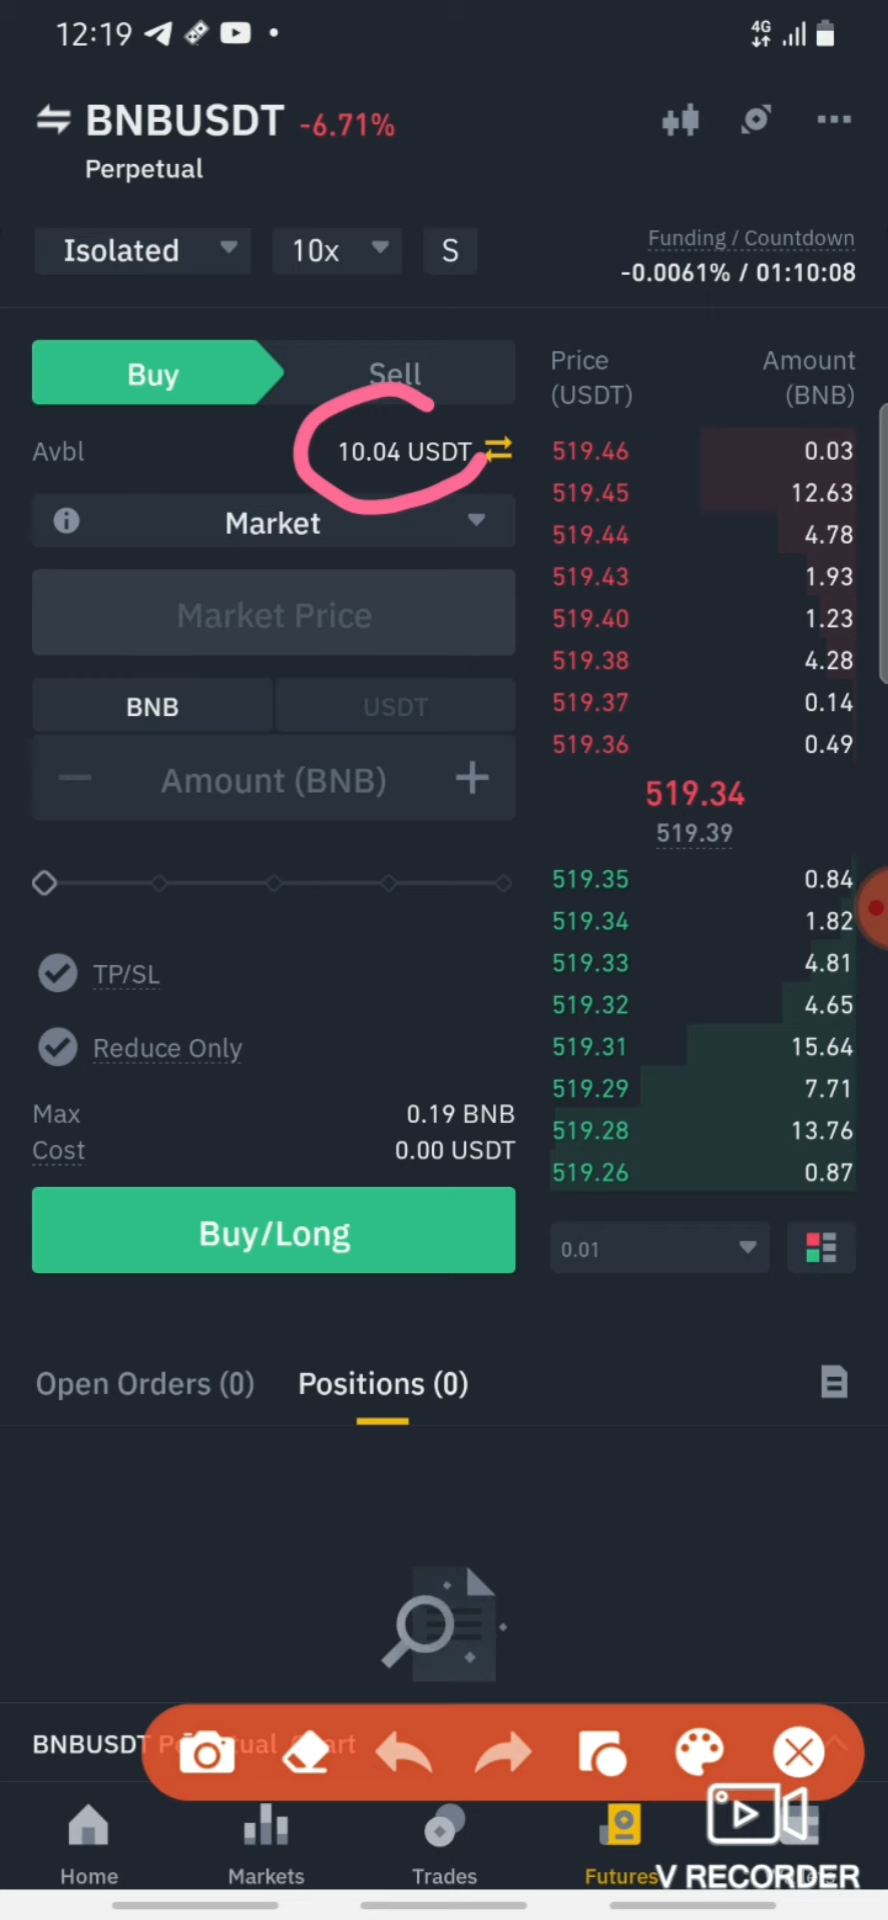 12:19
4G
BNBUSDT -6.71%
Perpetual
Isolated 10x S
Funding / Countdown
-0.0061% / 01:10:08
Buy Sell
Avbl 10.04 USDT
Market
Market Price
BNB USDT
Amount (BNB)
TP/SL
Reduce Only
Max 0.19 BNB
Cost 0.00 USDT
Buy/Long
Price Amount
(USDT) (BNB)
519.46 0.03
519.45 12.63
519.44 4.78
519.43 1.93
519.40 1.23
519.38 4.28
519.37 0.14
519.36 0.49
519.34
519.39
519.35 0.84
519.34 1.82
519.33 4.81
519.32 4.65
519.31 15.64
519.29 7.71
519.28 13.76
519.26 0.87
0.01
Open Orders (0) Positions (0)
BNBUSDT Perpetual Chart
Home Markets Trades Futures
V RECORDER